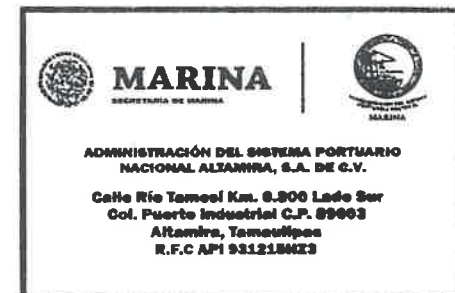 MARINA
SECRETARÍA DE MARINA
MARINA
ADMINISTRACIÓN DEL SISTEMA PORTUARIO
NACIONAL ALTAMIRA, S.A. DE C.V.
Calle Río Tamesí Km. 0.800 Lado Sur
Col. Puerto Industrial C.P. 89603
Altamira, Tamaulipas
R.F.C API 931215MZ3